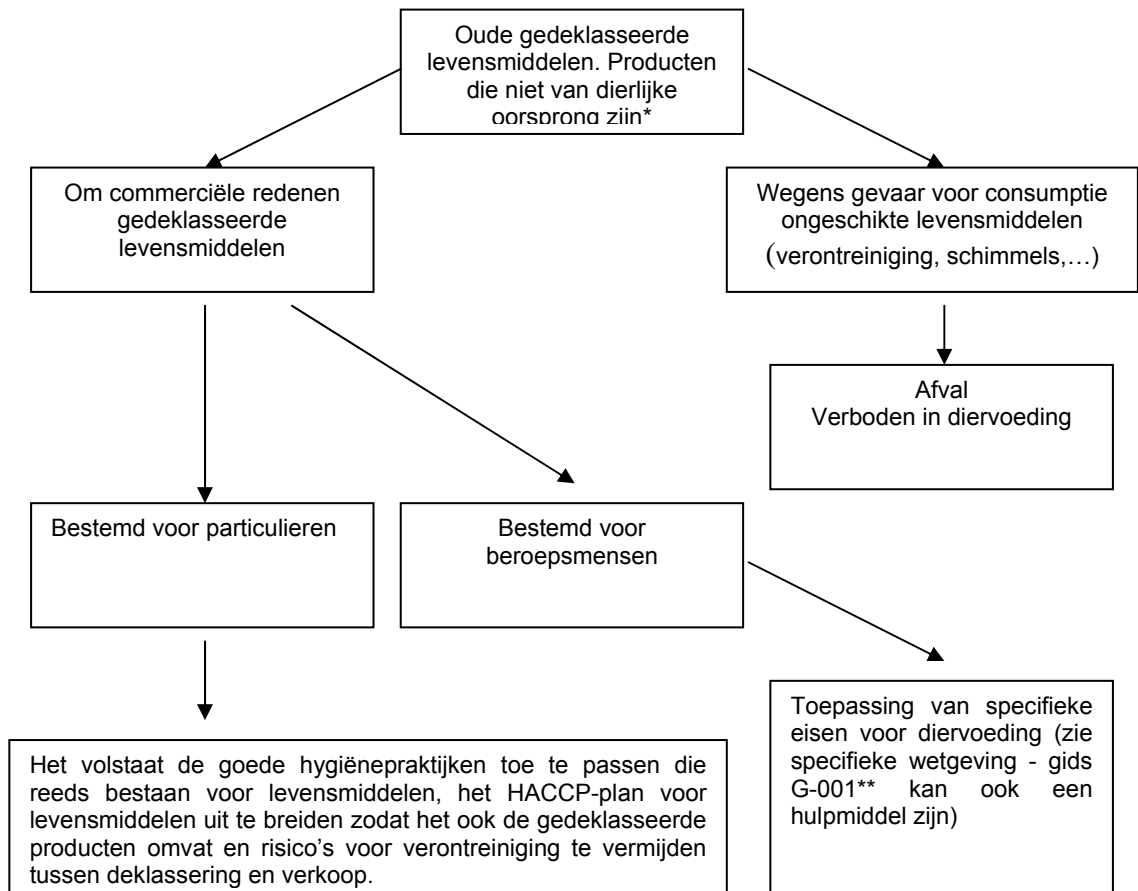 Oude gedeklasseerde
levensmiddelen. Producten
die niet van dierlijke
oorsprong zijn*
Om commerciële redenen
gedeklasseerde
levensmiddelen
Wegens gevaar voor consumptie
ongeschikte levensmiddelen
(verontreiniging, schimmels,…)
Afval
Verboden in diervoeding
Bestemd voor particulieren
Bestemd voor
beroepsmensen
Toepassing van specifieke
eisen voor diervoeding (zie
specifieke wetgeving - gids
G-001** kan ook een
hulpmiddel zijn)
Het volstaat de goede hygiënepraktijken toe te passen die
reeds bestaan voor levensmiddelen, het HACCP-plan voor
levensmiddelen uit te breiden zodat het ook de gedeklasseerde
producten omvat en risico's voor verontreiniging te vermijden
tussen deklassering en verkoop.